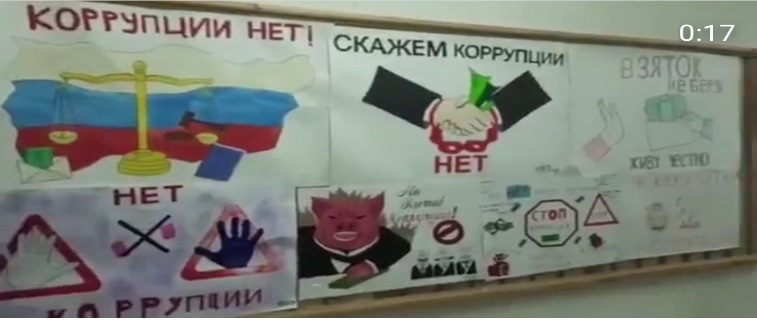 0:17
КОРРУПЦИИ НЕТ!
СКАЖЕМ КОРРУПЦИИ
НЕТ
ВЗЯТОК
не беру
живу честно
НЕТ
КОРРУПЦИИ
СТОП